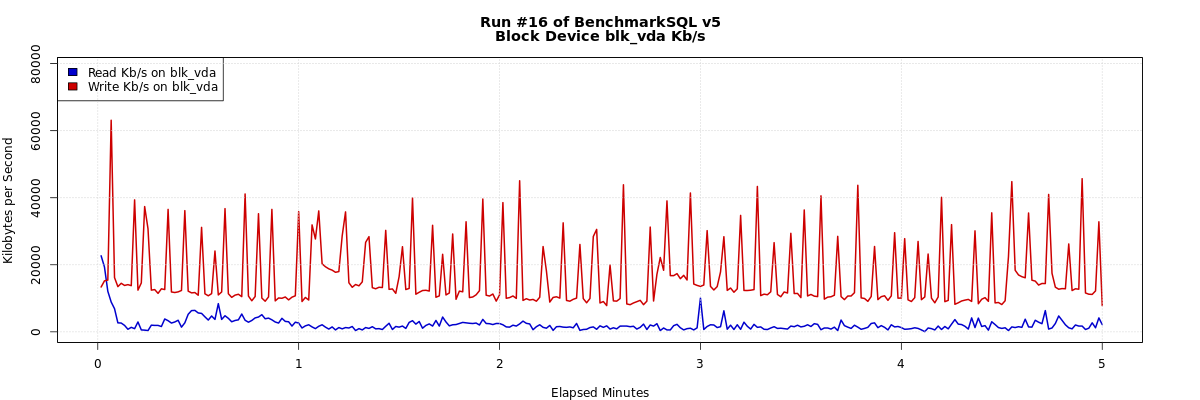 Run #16 of BenchmarkSQL v5
Block Device blk_vda Kb/s
Read Kb/s on blk_vda
Write Kb/s on blk_vda
Kilobytes per Second
80000
60000
40000
20000
0
0 1 2 3 4 5
Elapsed Minutes